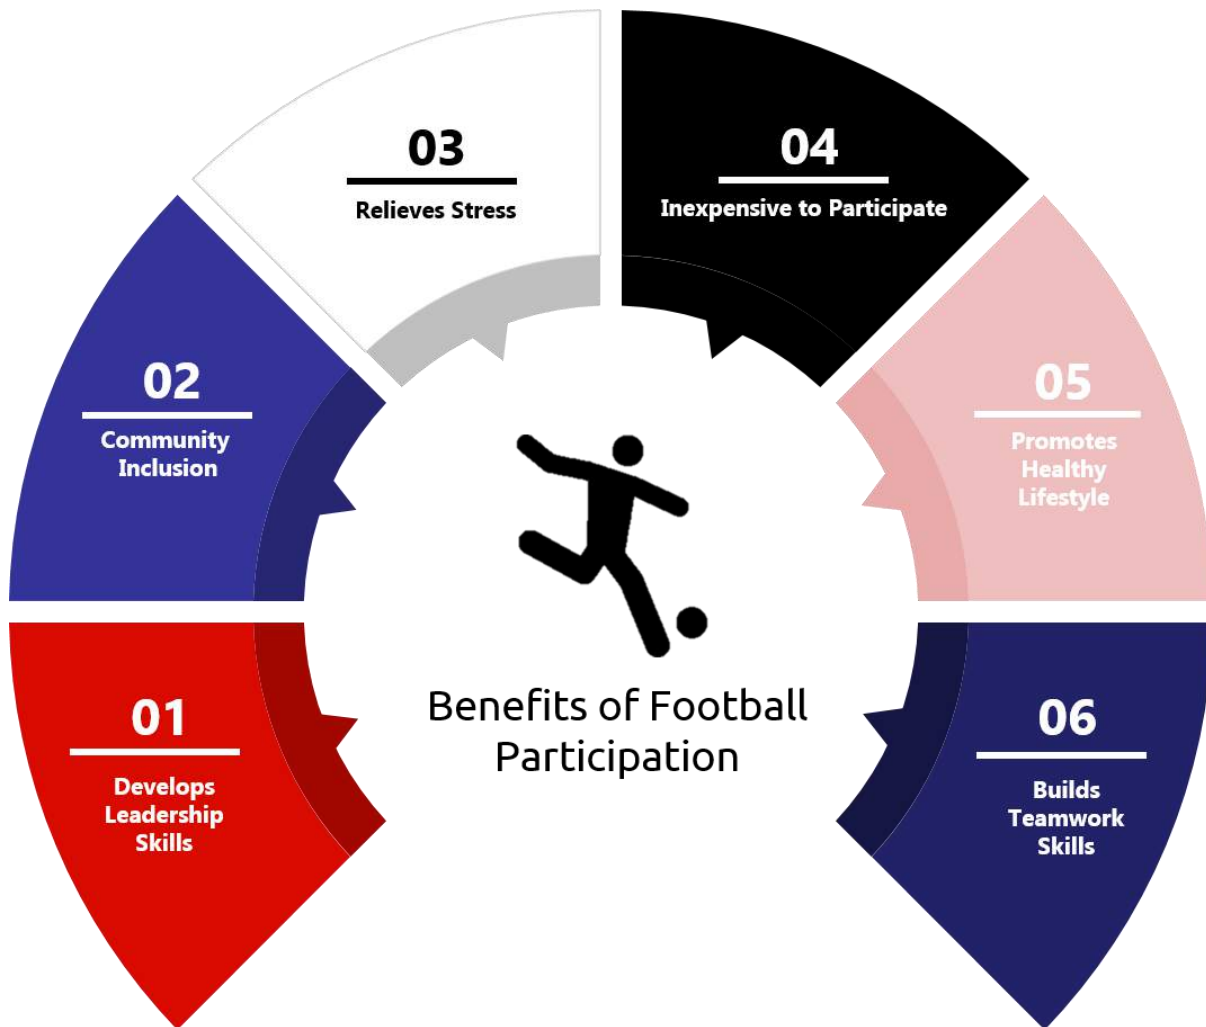 01
Develops
Leadership
Skills
02
Community
Inclusion
03
Relieves Stress
04
Inexpensive to Participate
05
Promotes
Healthy
Lifestyle
06
Builds
Teamwork
Skills
Benefits of Football
Participation